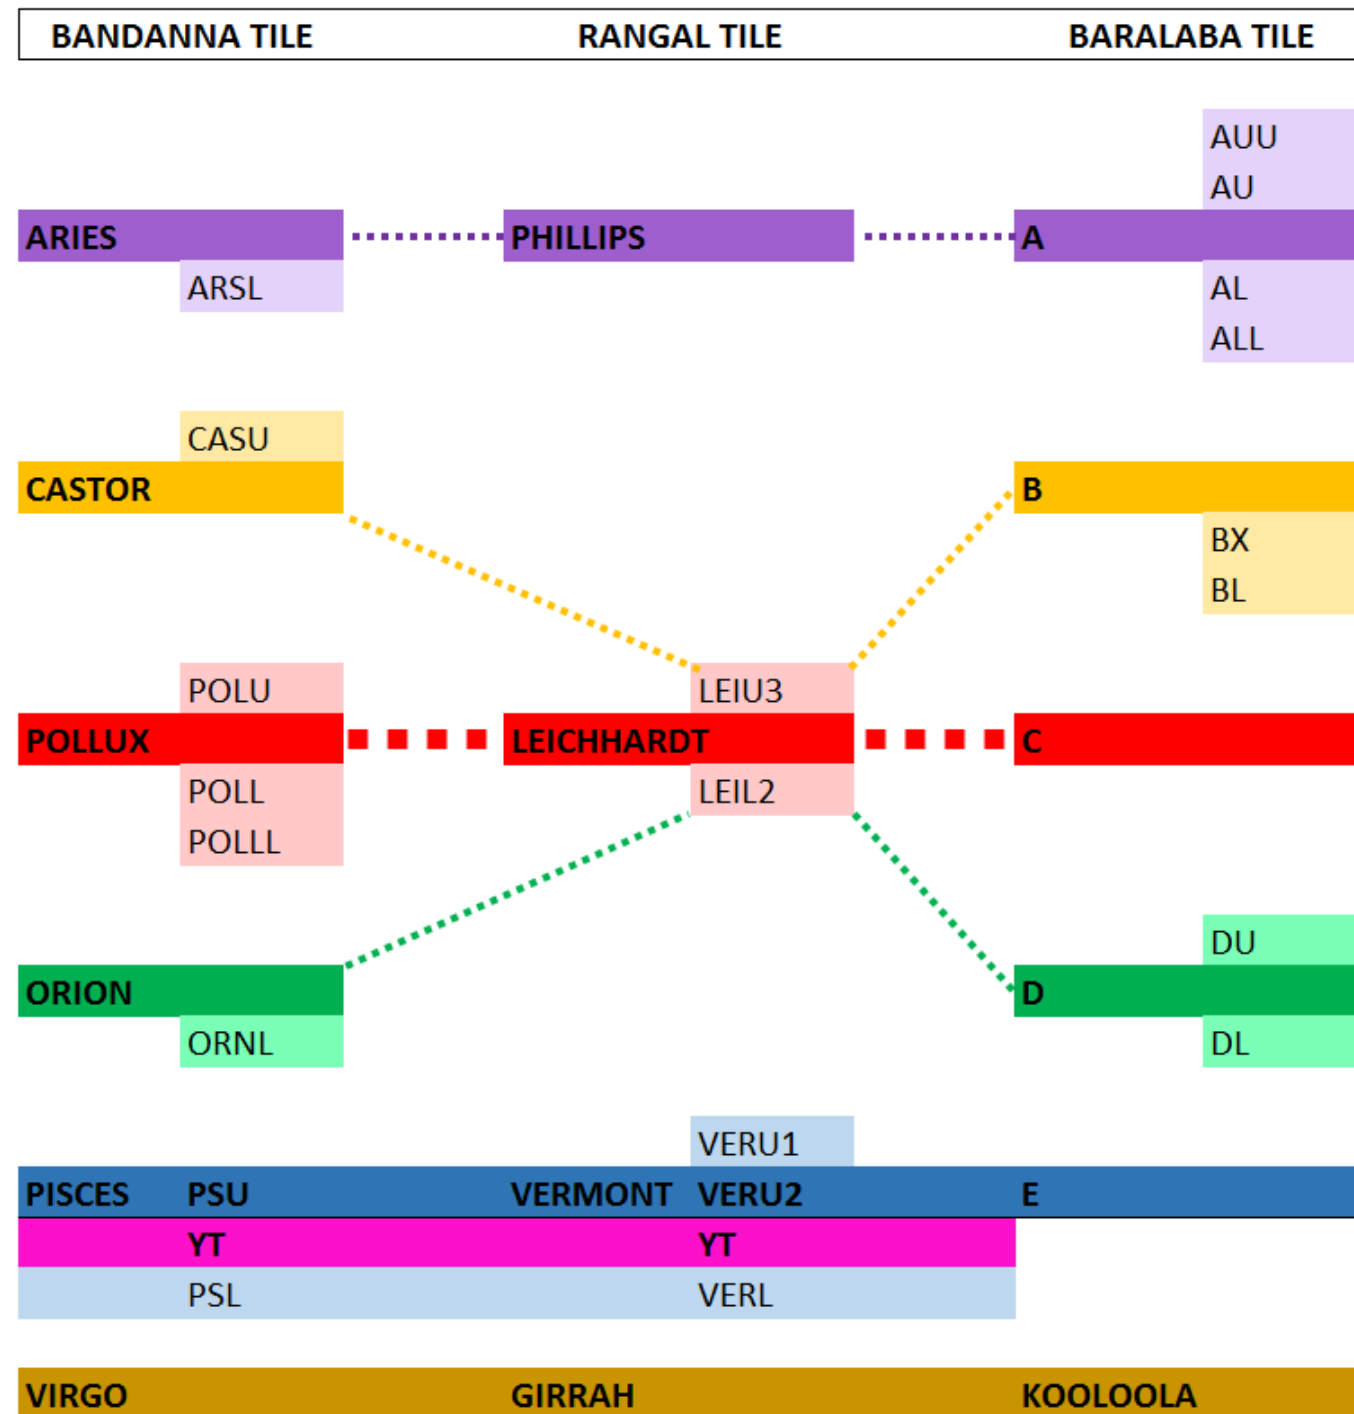 BANDANNA TILE RANGAL TILE BARALABA TILE
AUU
AU
ARIES PHILLIPS A
ARSL AL
ALL
CASU
CASTOR B
BX
BL
POLU LEIU3
POLLUX LEICHHARDT C
POLL LEIL2
POLLL
DU
ORION D
ORNL DL
VERU1
PISCES PSU VERMONT VERU2 E
YT YT
PSL VERL
VIRGO GIRRAH KOOLOOLA